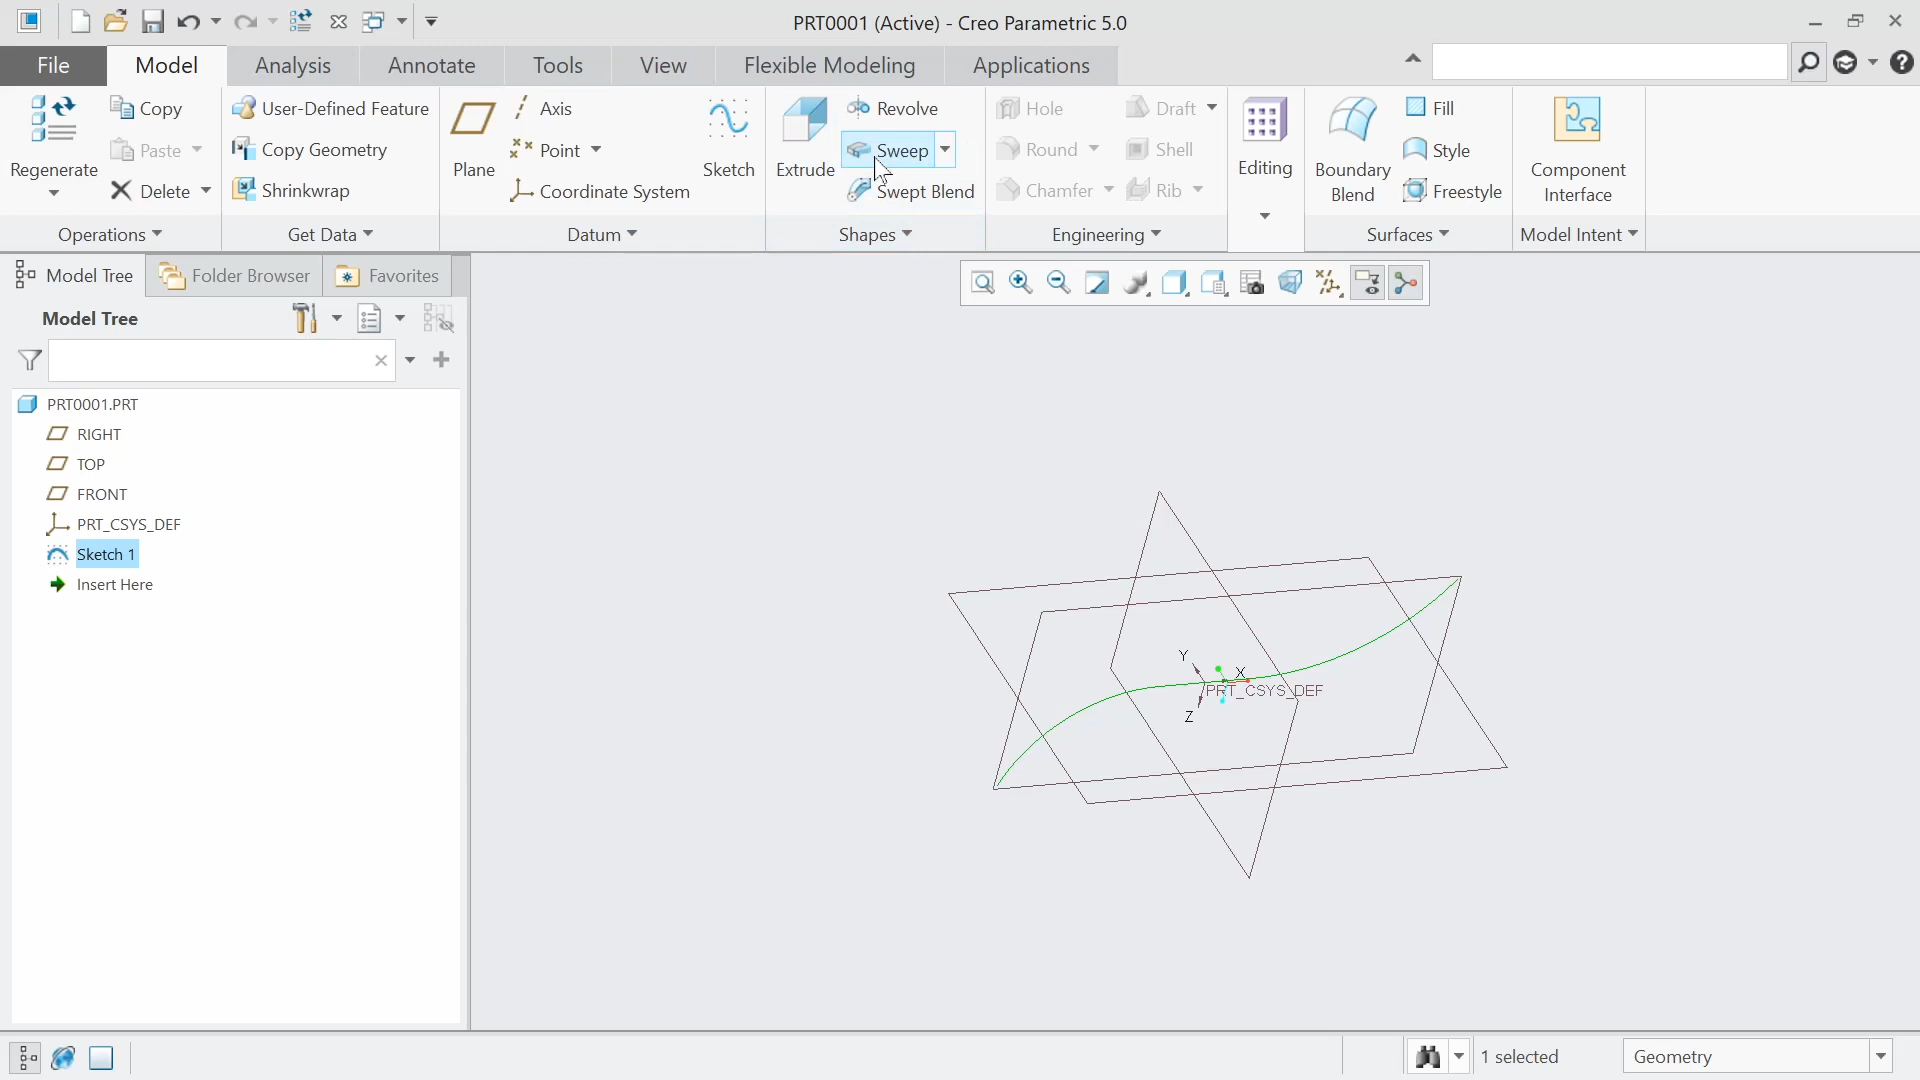 PRT0001 (Active) - Creo Parametric 5.0
File Model Analysis Annotate Tools View Flexible Modeling Applications
Regenerate
Copy
Paste
Delete
Operations
User-Defined Feature
Copy Geometry
Shrinkwrap
Get Data
Plane
Axis
Point
Coordinate System
Sketch
Datum
Extrude
Revolve
Sweep
Swept Blend
Shapes
Hole
Round
Chamfer
Draft
Shell
Rib
Engineering
Editing
Boundary
Blend
Fill
Style
Freestyle
Surfaces
Component
Interface
Model Intent
Model Tree Folder Browser Favorites
Model Tree
PRT0001.PRT
RIGHT
TOP
FRONT
PRT_CSYS_DEF
Sketch 1
Insert Here
Y
X
PRT_CSYS_DEF
Z
1 selected
Geometry